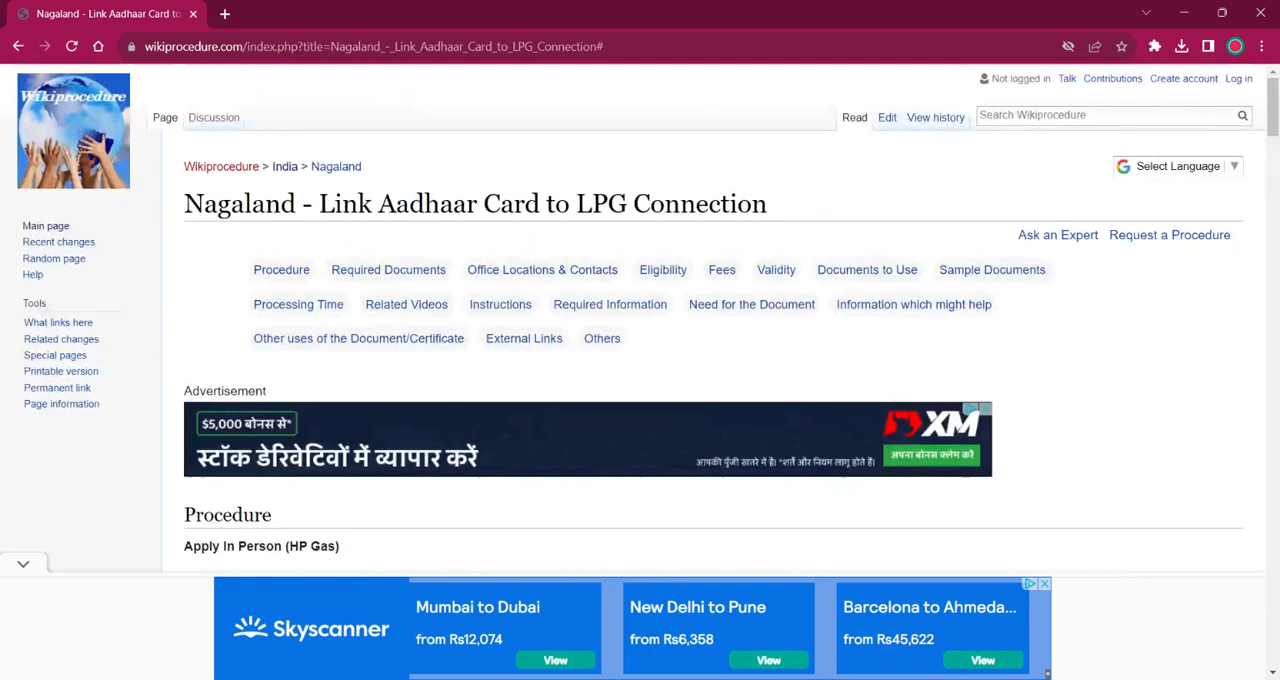 Nagaland - Link Aadhaar Card to
wikiprocedure.com/index.php?title=Nagaland_-_Link_Aadhaar_Card_to_LPG_Connection#
Wikiprocedure
Not logged in Talk Contributions Create account Log in
Page Discussion Read Edit View history Search Wikiprocedure
Wikiprocedure > India > Nagaland
Select Language
Nagaland - Link Aadhaar Card to LPG Connection
Ask an Expert Request a Procedure
Main page
Recent changes
Random page
Help
Tools
What links here
Related changes
Special pages
Printable version
Permanent link
Page information
Procedure Required Documents Office Locations & Contacts Eligibility Fees Validity Documents to Use Sample Documents
Processing Time Related Videos Instructions Required Information Need for the Document Information which might help
Other uses of the Document/Certificate External Links Others
Advertisement
$5,000 बोनस से*
स्टॉक डेरिवेटिवों में व्यापार करें
आपकी पूँजी खतरे में है। *शर्तें और नियम लागू होते हैं।
XM
अपना बोनस क्लेम करें
Procedure
Apply In Person (HP Gas)
Skyscanner
Mumbai to Dubai
from Rs12,074
View
New Delhi to Pune
from Rs6,358
View
Barcelona to Ahmeda...
from Rs45,622
View